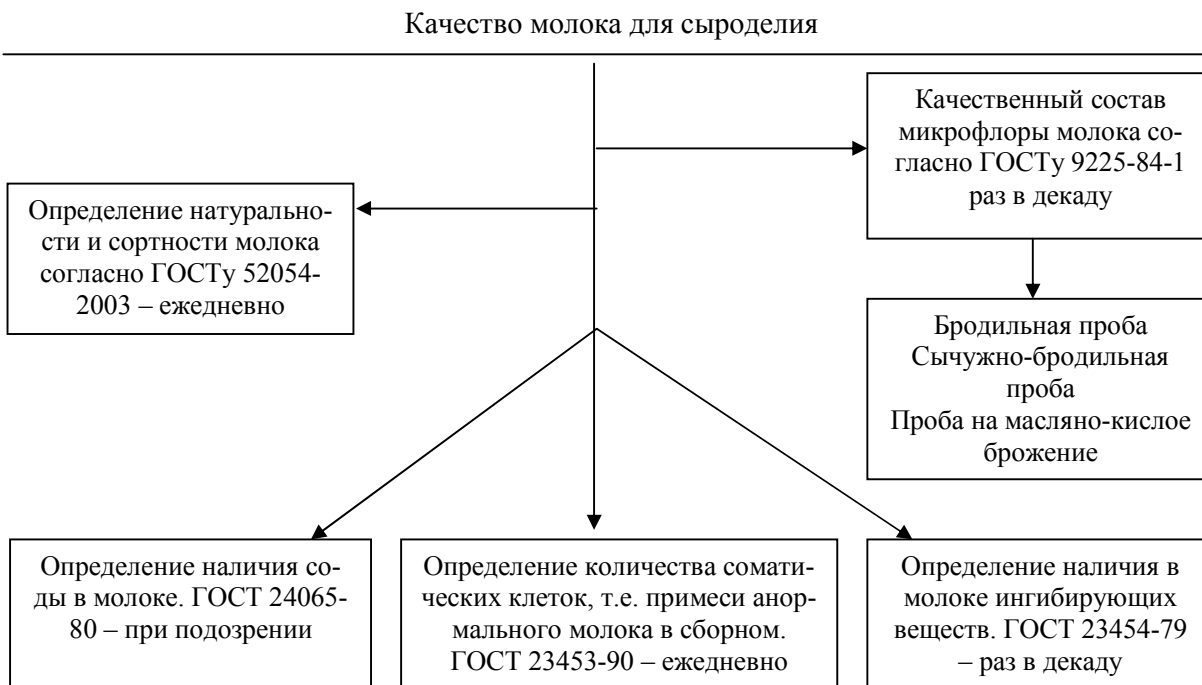 Качество молока для сыроделия
Качественный состав
микрофлоры молока со-
гласно ГОСТу 9225-84-1
раз в декаду
Определение натурально-
сти и сортности молока
согласно ГОСТу 52054-
2003 – ежедневно
Бродильная проба
Сычужно-бродильная
проба
Проба на масляно-кислое
брожение
Определение наличия со-
ды в молоке. ГОСТ 24065-
80 – при подозрении
Определение количества сомати-
ческих клеток, т.е. примеси анор-
мального молока в сборном.
ГОСТ 23453-90 – ежедневно
Определение наличия в
молоке ингибирующих
веществ. ГОСТ 23454-79
– раз в декаду